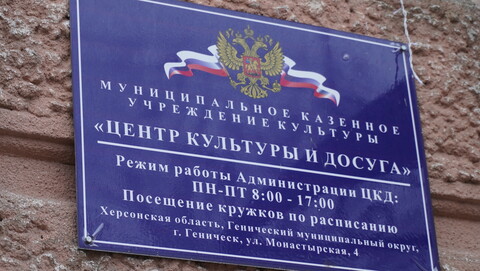 МУНИЦИПАЛЬНОЕ КАЗЕННОЕ
УЧРЕЖДЕНИЕ КУЛЬТУРЫ
«ЦЕНТР КУЛЬТУРЫ И ДОСУГА»
Режим работы Администрации ЦКД:
ПН-ПТ 8:00 - 17:00
Посещение кружков по расписанию
Херсонская область, Генический муниципальный округ,
г. Геническ, ул. Монастырская, 4